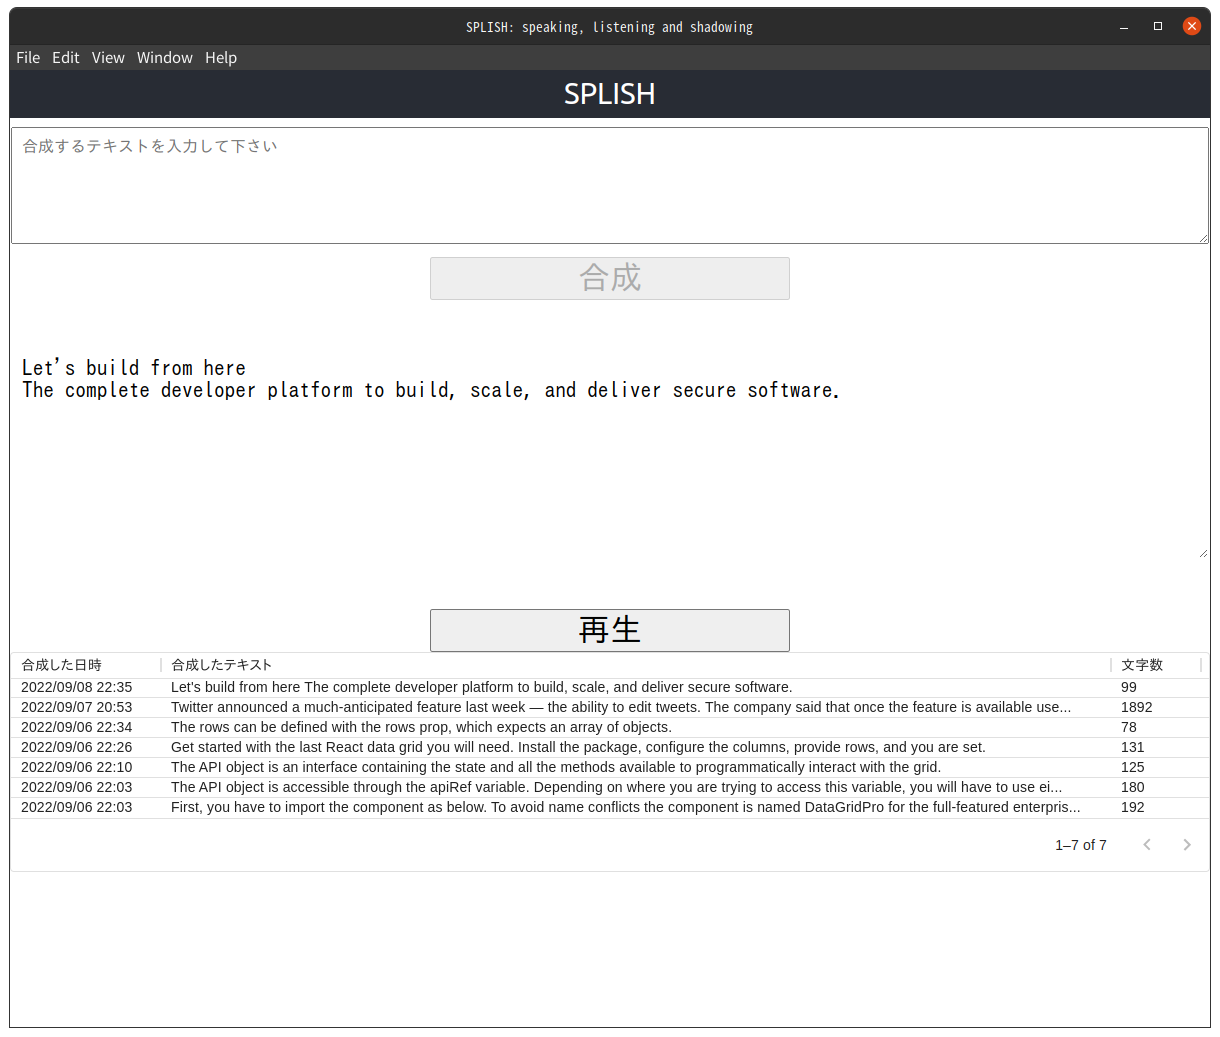 SPLISH: speaking, listening and shadowing
File Edit View Window Help
SPLISH
合成するテキストを入力して下さい
合成
Let's build from here
The complete developer platform to build, scale, and deliver secure software.
再生
合成した日時 合成したテキスト 文字数
2022/09/08 22:35 Let's build from here The complete developer platform to build, scale, and deliver secure software. 99
2022/09/07 20:53 Twitter announced a much-anticipated feature last week — the ability to edit tweets. The company said that once the feature is available use... 1892
2022/09/06 22:34 The rows can be defined with the rows prop, which expects an array of objects. 78
2022/09/06 22:26 Get started with the last React data grid you will need. Install the package, configure the columns, provide rows, and you are set. 131
2022/09/06 22:10 The API object is an interface containing the state and all the methods available to programmatically interact with the grid. 125
2022/09/06 22:03 The API object is accessible through the apiRef variable. Depending on where you are trying to access this variable, you will have to use ei... 180
2022/09/06 22:03 First, you have to import the component as below. To avoid name conflicts the component is named DataGridPro for the full-featured enterpris... 192
1–7 of 7